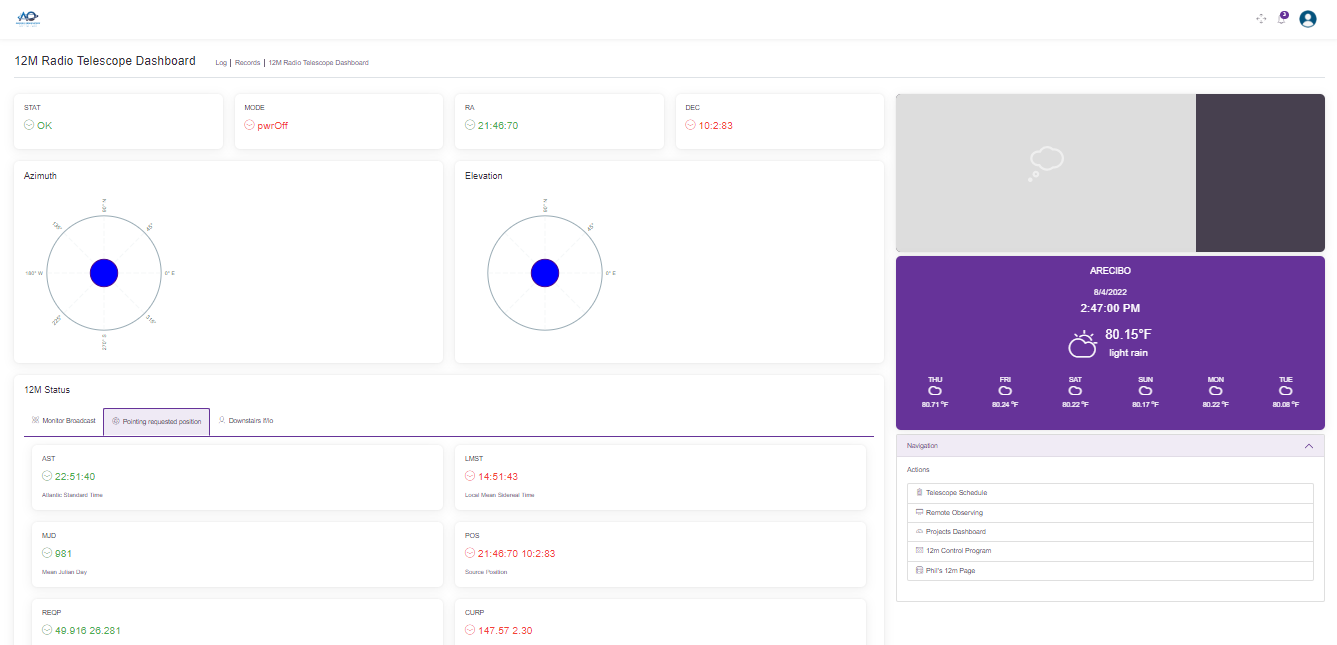 3
12M Radio Telescope Dashboard
Log | Records | 12M Radio Telescope Dashboard
STAT
OK
MODE
pwrOff
RA
21:46:70
DEC
10:2:83
Azimuth
90° N
135°
45°
180° W
0° E
225°
315°
270° S
Elevation
90° N
45°
0° E
12M Status
Monitor Broadcast
Pointing requested position
Downstairs if/lo
AST
22:51:40
Atlantic Standard Time
LMST
14:51:43
Local Mean Sidereal Time
MJD
981
Mean Julian Day
POS
21:46:70 10:2:83
Source Position
REQP
49.916 26.281
CURP
147.57 2.30
ARECIBO
8/4/2022
2:47:00 PM
80.15°F
light rain
THU
FRI
SAT
SUN
MON
TUE
80.71 °F
80.24 °F
80.22 °F
80.17 °F
80.22 °F
80.08 °F
Navigation
Actions
Telescope Schedule
Remote Observing
Projects Dashboard
12m Control Program
Phil's 12m Page